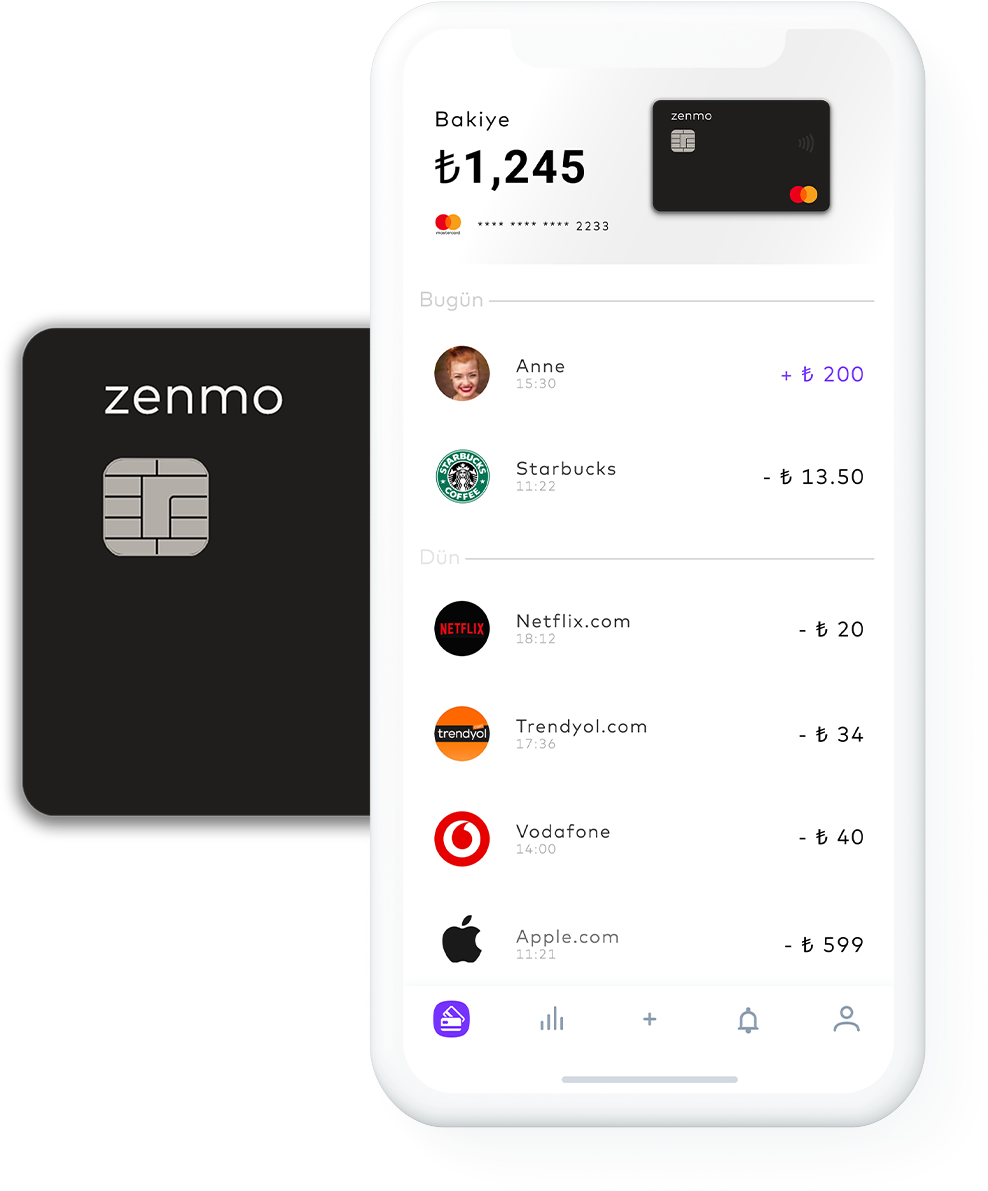 zenmo
Bakiye
₺1,245
mastercard
**** **** **** 2233
zenmo
Bugün
Anne
15:30
+ ₺ 200
STARBUCKS
COFFEE
Starbucks
11:22
- ₺ 13.50
Dün
NETFLIX
Netflix.com
18:12
- ₺ 20
trendyol
Trendyol.com
17:36
- ₺ 34
Vodafone
14:00
- ₺ 40
Apple.com
11:21
- ₺ 599